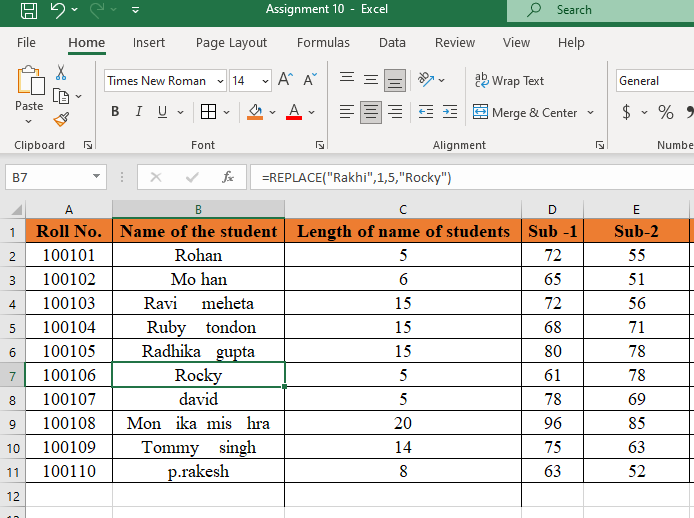 Assignment 10 - Excel
Search
File Home Insert Page Layout Formulas Data Review View Help
Paste
Times New Roman 14 A^ A˅
ab Wrap Text
General
B I U A
Merge & Center
$ % 9
Clipboard Font Alignment Numbe
B7 fx =REPLACE("Rakhi",1,5,"Rocky")
A B C D E
1 Roll No. Name of the student Length of name of students Sub -1 Sub-2
2 100101 Rohan 5 72 55
3 100102 Mo han 6 65 51
4 100103 Ravi meheta 15 72 56
5 100104 Ruby tondon 15 68 71
6 100105 Radhika gupta 15 80 78
7 100106 Rocky 5 61 78
8 100107 david 5 78 69
9 100108 Mon ika mis hra 20 96 85
10 100109 Tommy singh 14 75 63
11 100110 p.rakesh 8 63 52
12